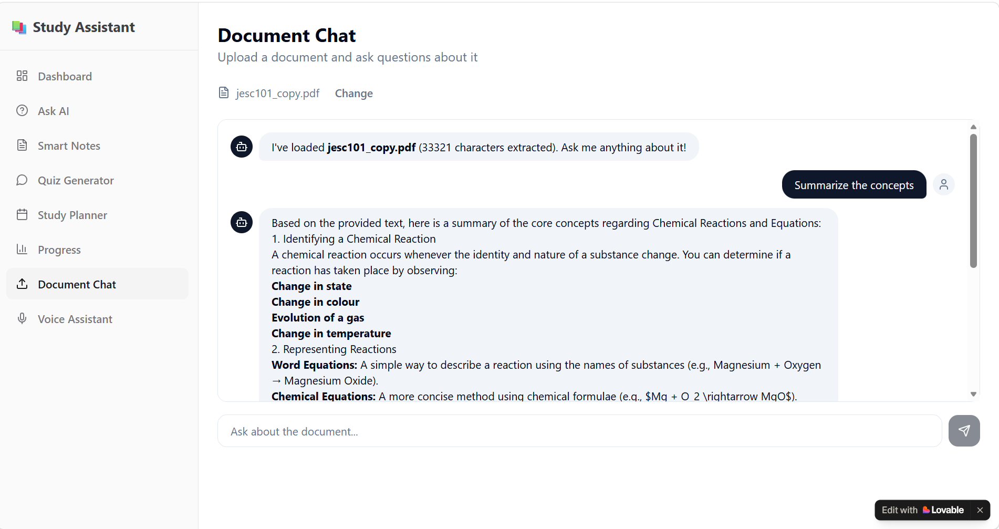 Study Assistant
Dashboard
Ask AI
Smart Notes
Quiz Generator
Study Planner
Progress
Document Chat
Voice Assistant
Document Chat
Upload a document and ask questions about it
jesc101_copy.pdf Change
I've loaded jesc101_copy.pdf (33321 characters extracted). Ask me anything about it!
Summarize the concepts
Based on the provided text, here is a summary of the core concepts regarding Chemical Reactions and Equations:
1. Identifying a Chemical Reaction
A chemical reaction occurs whenever the identity and nature of a substance change. You can determine if a
reaction has taken place by observing:
Change in state
Change in colour
Evolution of a gas
Change in temperature
2. Representing Reactions
Word Equations: A simple way to describe a reaction using the names of substances (e.g., Magnesium + Oxygen
→ Magnesium Oxide).
Chemical Equations: A more concise method using chemical formulae (e.g., $Mg + O_2 \rightarrow MgO$).
Ask about the document...
Edit with Lovable ×